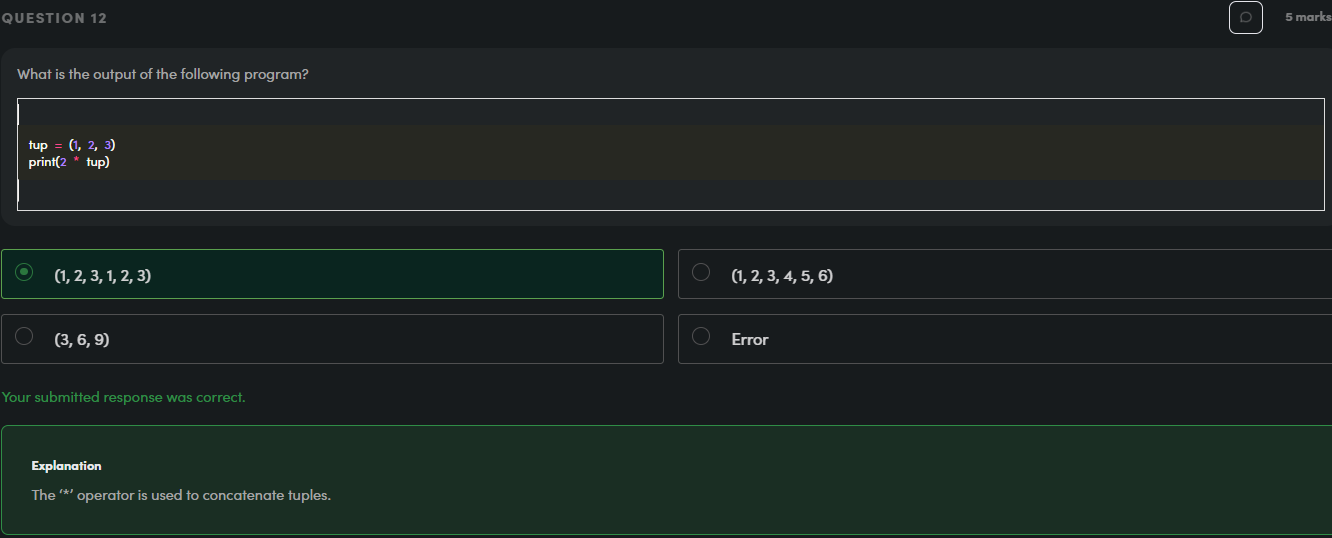 QUESTION 12
5 marks
What is the output of the following program?
tup = (1, 2, 3)
print(2 * tup)
(1, 2, 3, 1, 2, 3)
(1, 2, 3, 4, 5, 6)
(3, 6, 9)
Error
Your submitted response was correct.
Explanation
The ‘*’ operator is used to concatenate tuples.